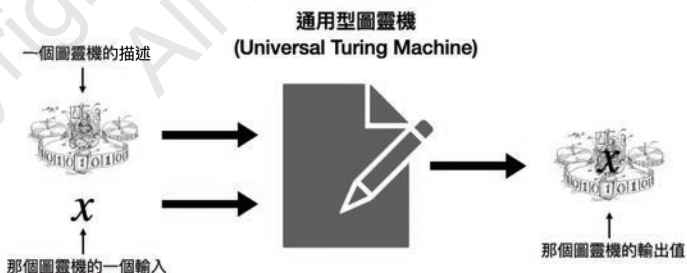 通用型圖靈機
(Universal Turing Machine)
一個圖靈機的描述
x
x
那個圖靈機的一個輸入
那個圖靈機的輸出值